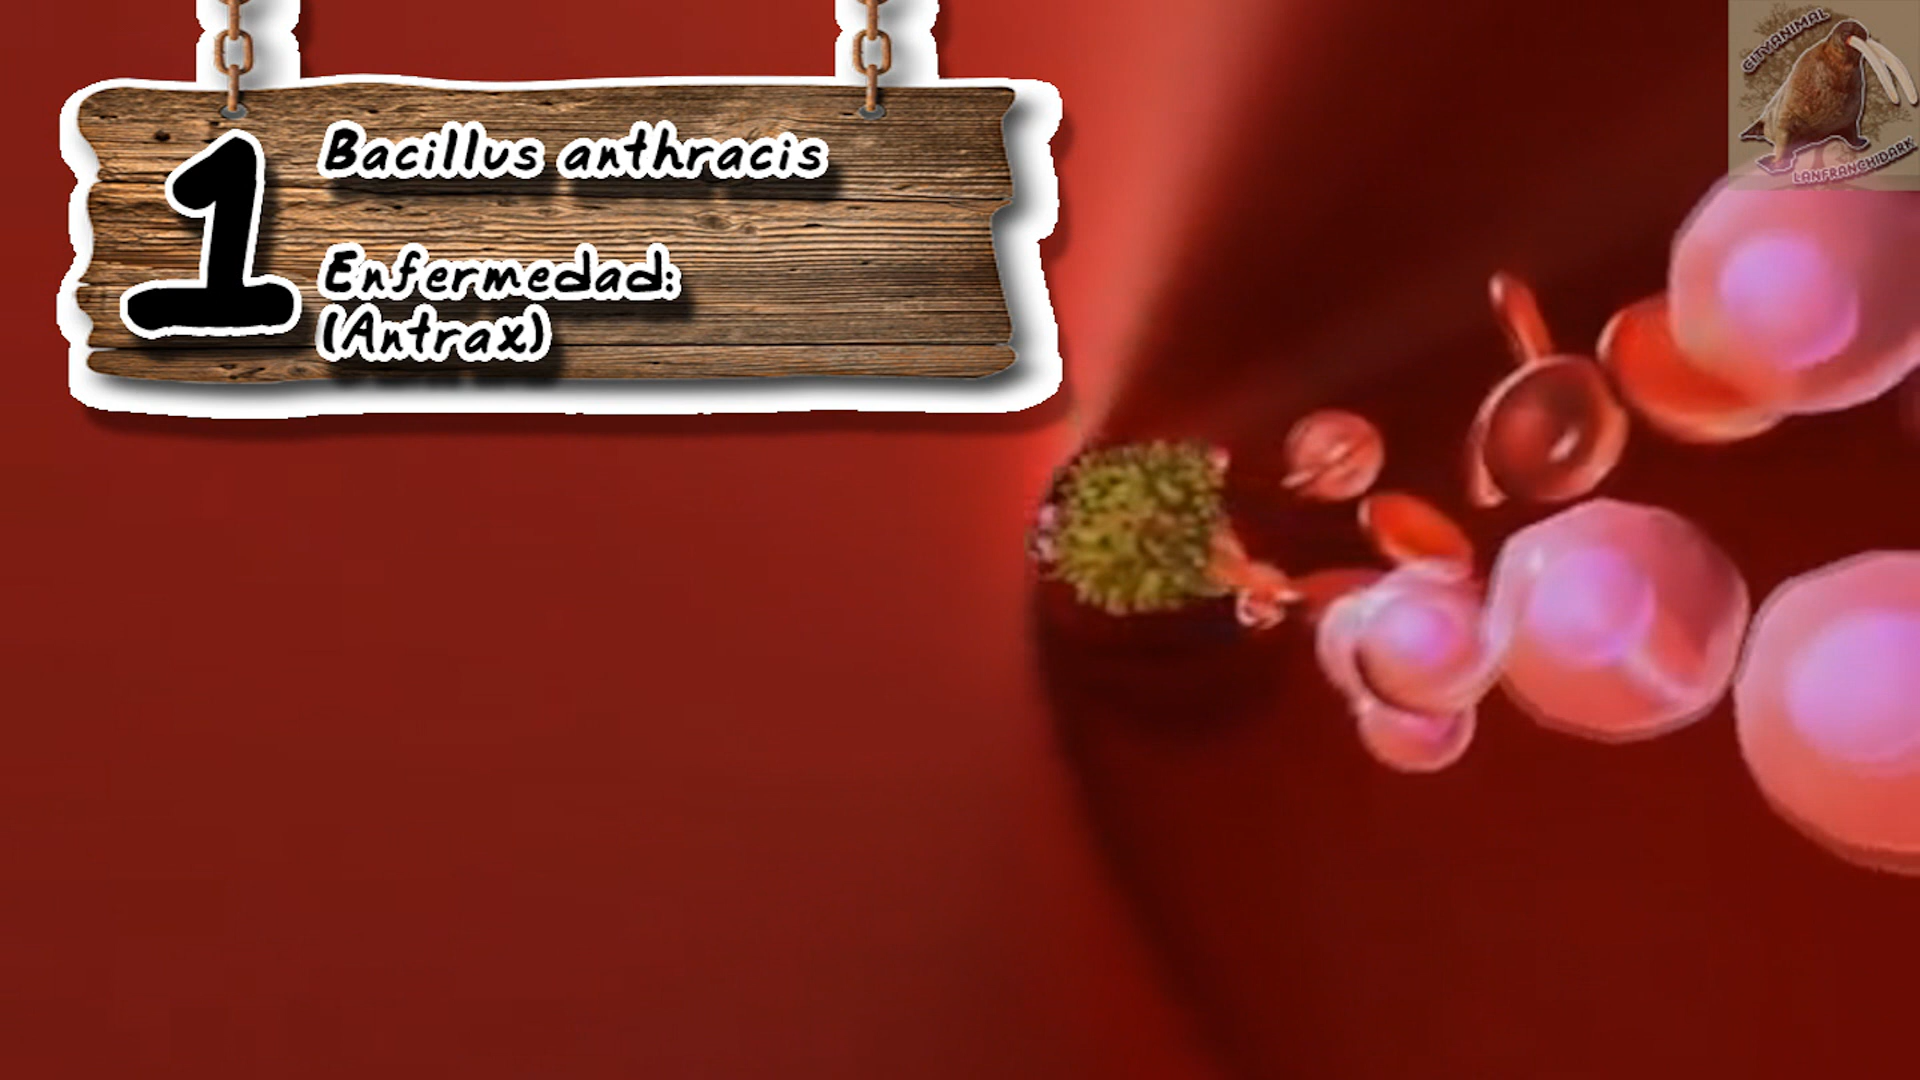 1
Bacillus anthracis
Enfermedad:
(Antrax)
CITYANIMAL
LANFRANCHIDARK